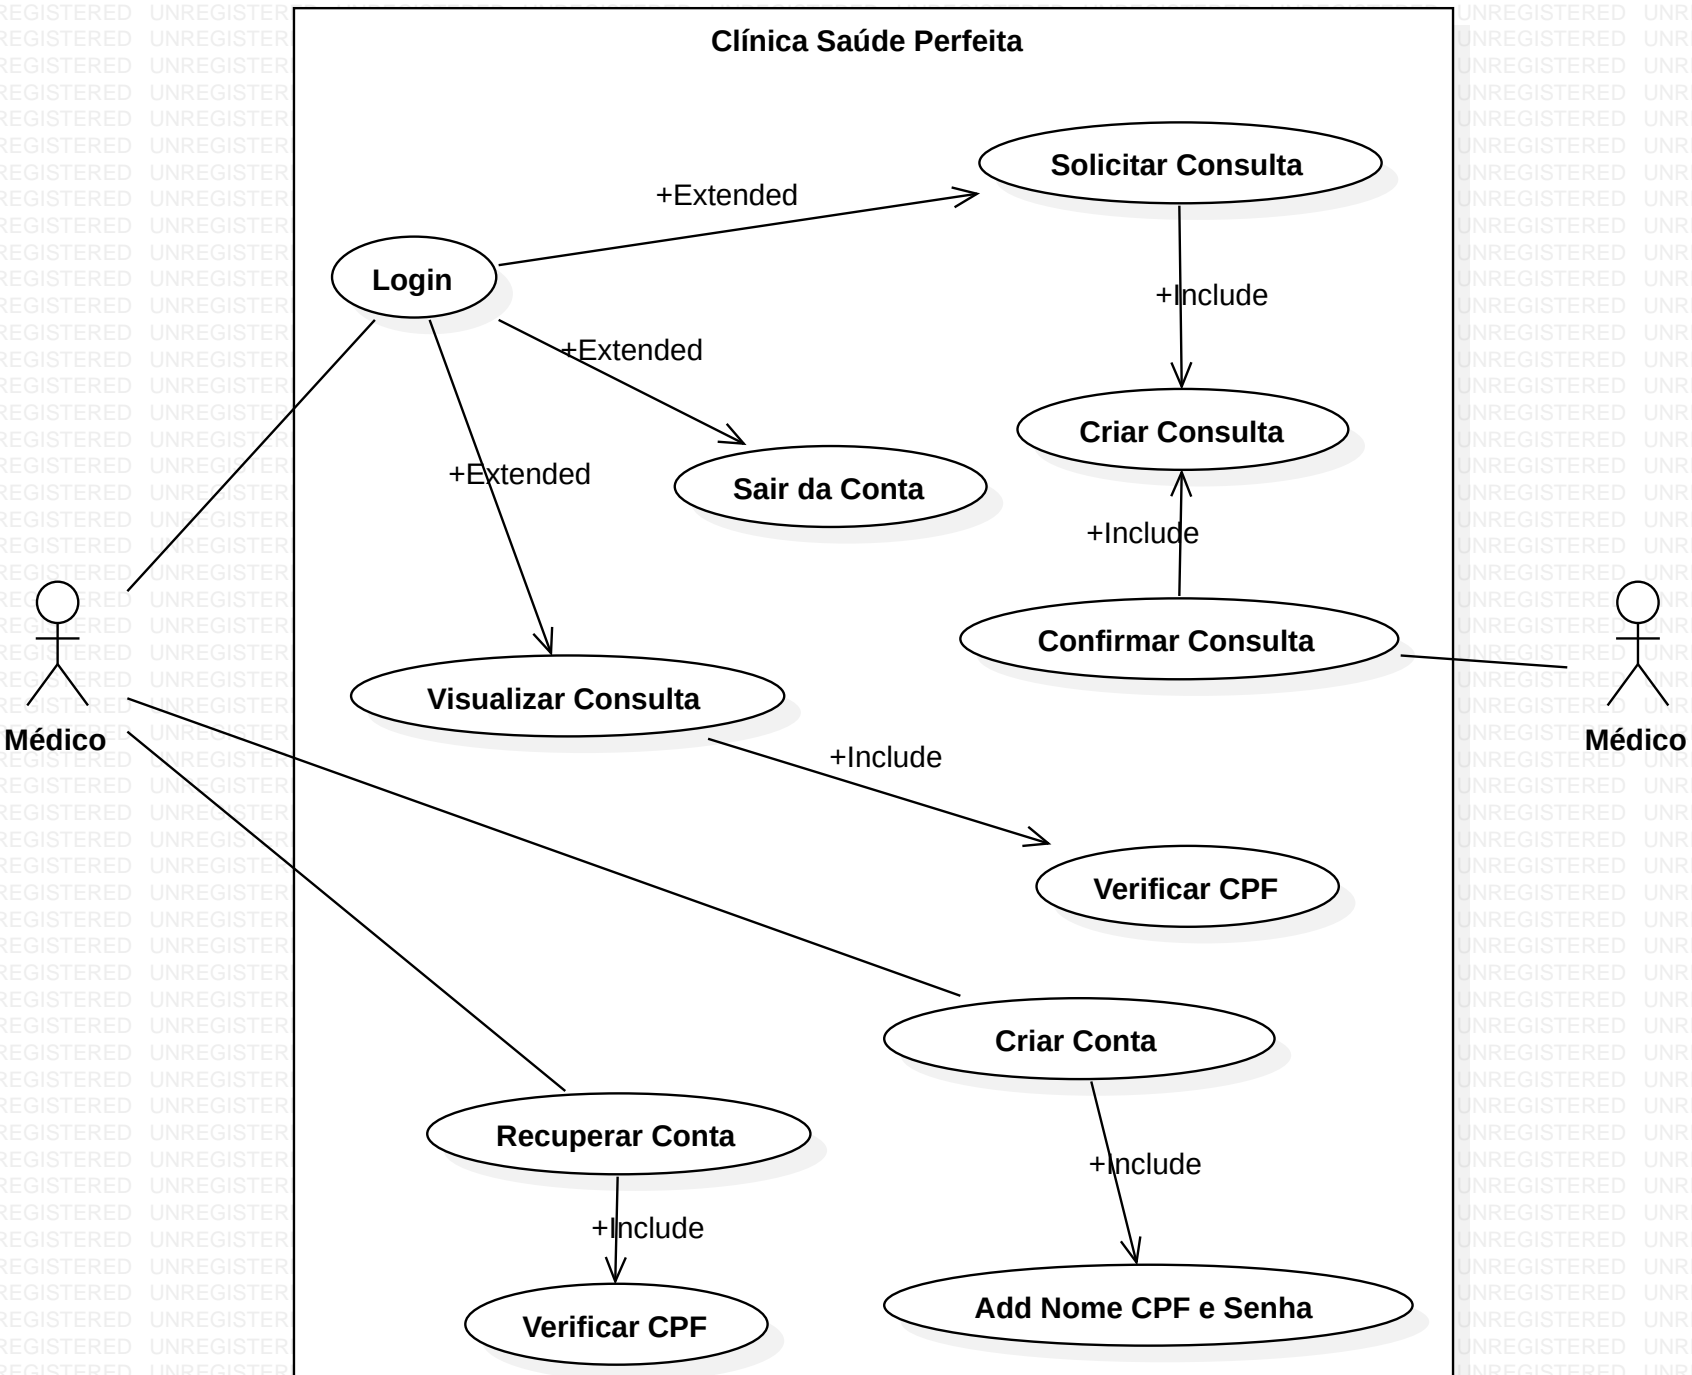 Clínica Saúde Perfeita
Solicitar Consulta
+Extended
Login
+Include
+Extended
Criar Consulta
+Extended
Sair da Conta
+Include
Confirmar Consulta
Visualizar Consulta
Médico
Médico
+Include
Verificar CPF
Criar Conta
Recuperar Conta
+Include
+Include
Add Nome CPF e Senha
Verificar CPF
UNREGISTERED